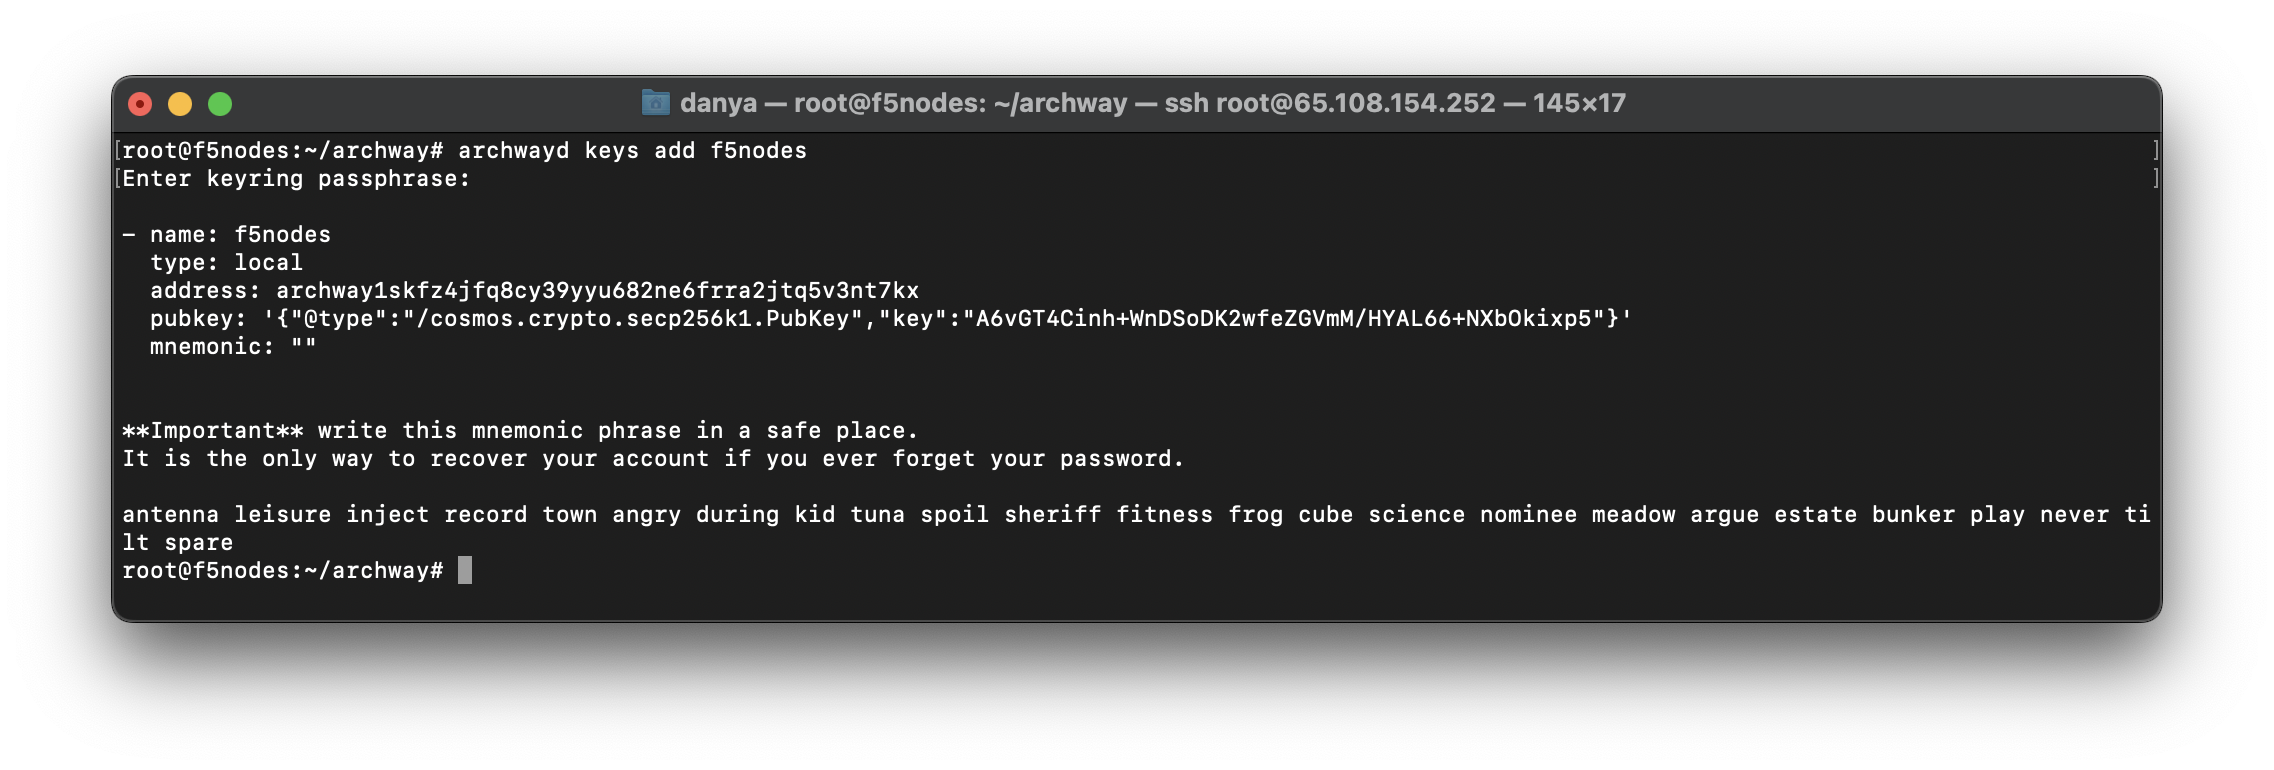 danya — root@f5nodes: ~/archway — ssh root@65.108.154.252 — 145×17
[root@f5nodes:~/archway# archwayd keys add f5nodes ]
[Enter keyring passphrase: ]
- name: f5nodes
type: local
address: archway1skfz4jfq8cy39yyu682ne6frra2jtq5v3nt7kx
pubkey: '{"@type":"/cosmos.crypto.secp256k1.PubKey","key":"A6vGT4Cinh+WnDSoDK2wfeZGVmM/HYAL66+NXbOkixp5"}'
mnemonic: ""
**Important** write this mnemonic phrase in a safe place.
It is the only way to recover your account if you ever forget your password.
antenna leisure inject record town angry during kid tuna spoil sheriff fitness frog cube science nominee meadow argue estate bunker play never ti
lt spare
root@f5nodes:~/archway#